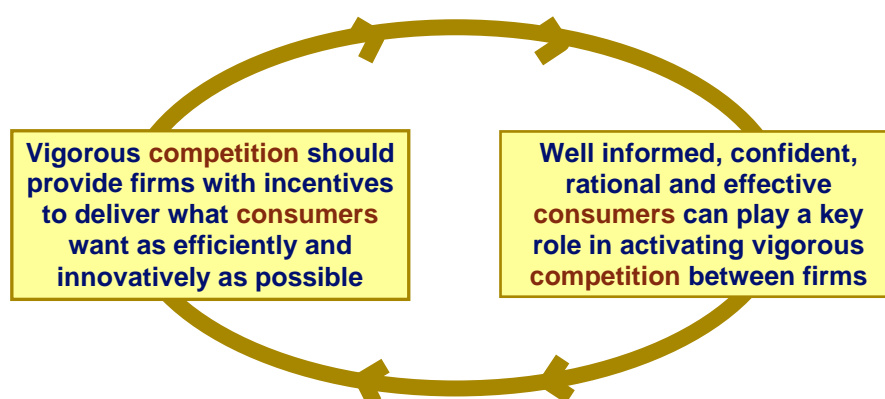 Vigorous competition should
provide firms with incentives
to deliver what consumers
want as efficiently and
innovatively as possible
Well informed, confident,
rational and effective
consumers can play a key
role in activating vigorous
competition between firms